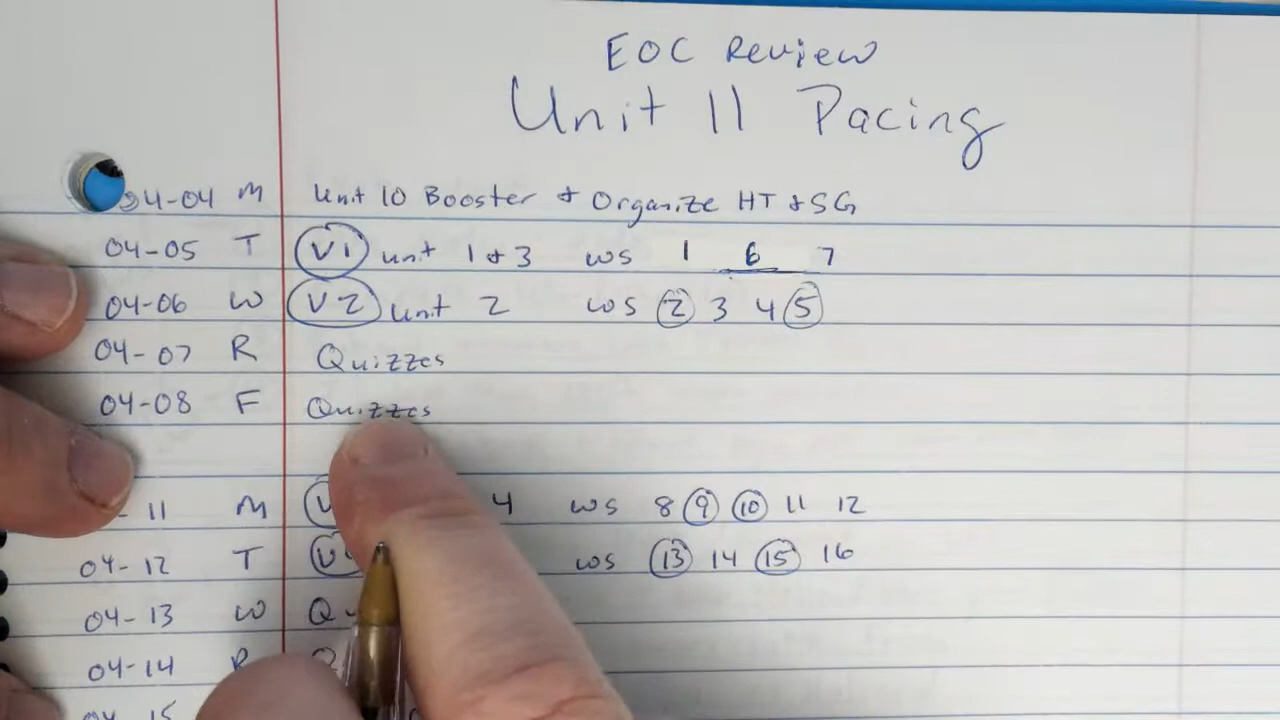 EOC Review
Unit 11 Pacing
04-04 M Unit 10 Booster & Organize HT & SG
04-05 T V1 unit 1 & 3 WS 1 6 7
04-06 W V2 Unit 2 WS 2 3 4 5
04-07 R Quizzes
04-08 F Quizzes
11 M 4 WS 8 9 10 11 12
04-12 T WS 13 14 15 16
04-13 W
04-14 R
04-15